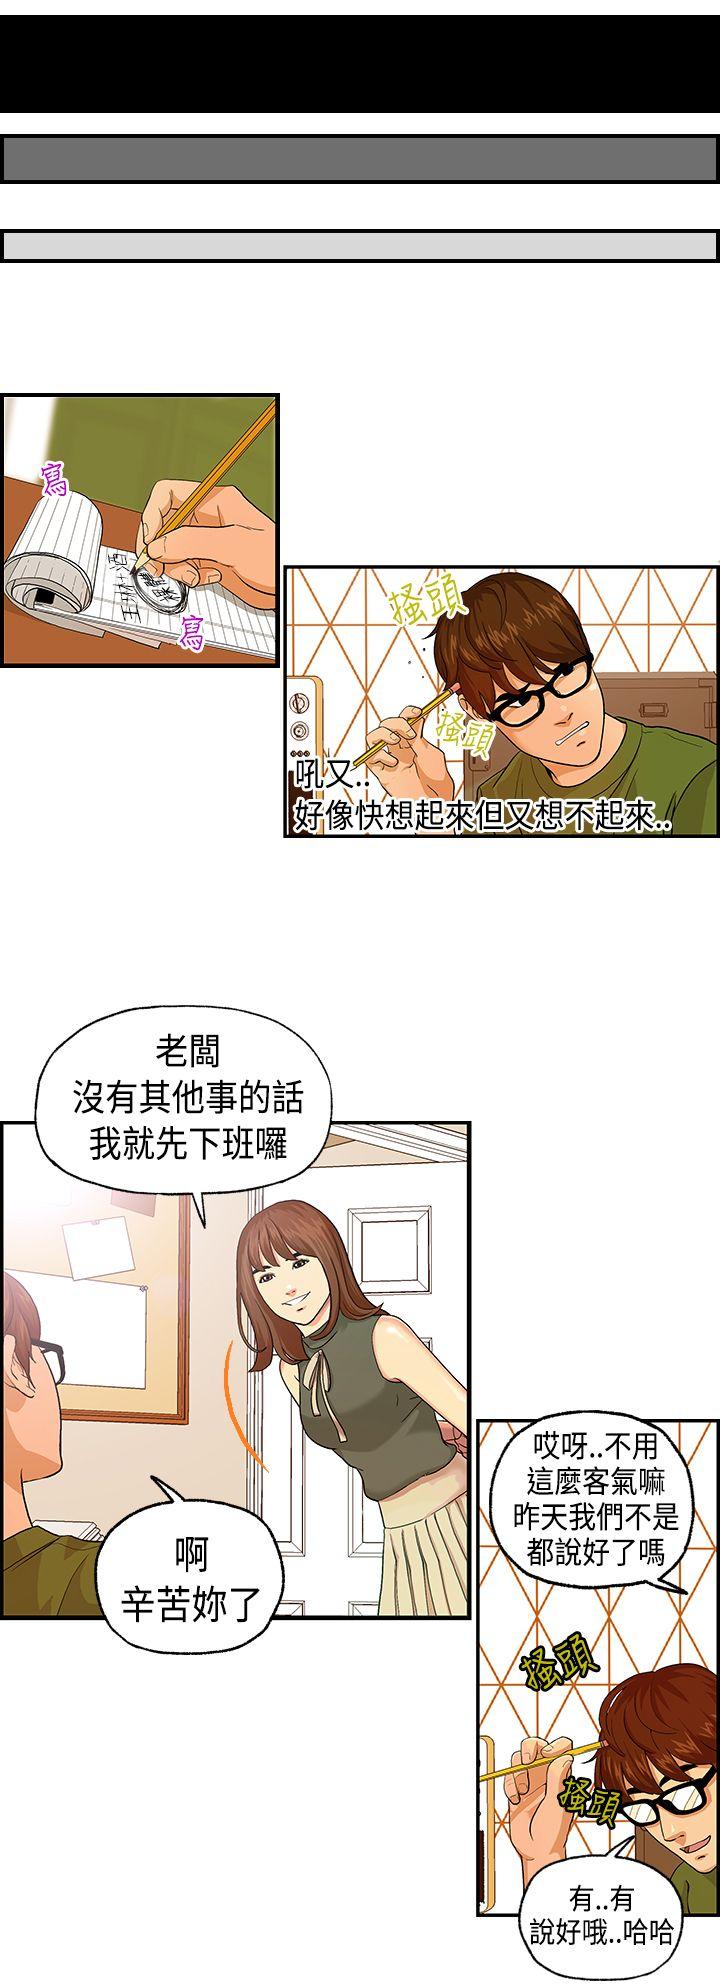 寫
寫
搔頭
搔頭
吼又..
好像快想起來但又想不起來..
老闆
沒有其他事的話
我就先下班囉
啊
辛苦妳了
哎呀..不用
這麼客氣嘛
昨天我們不是
都說好了嗎
搔頭
搔頭
有..有
說好哦..哈哈